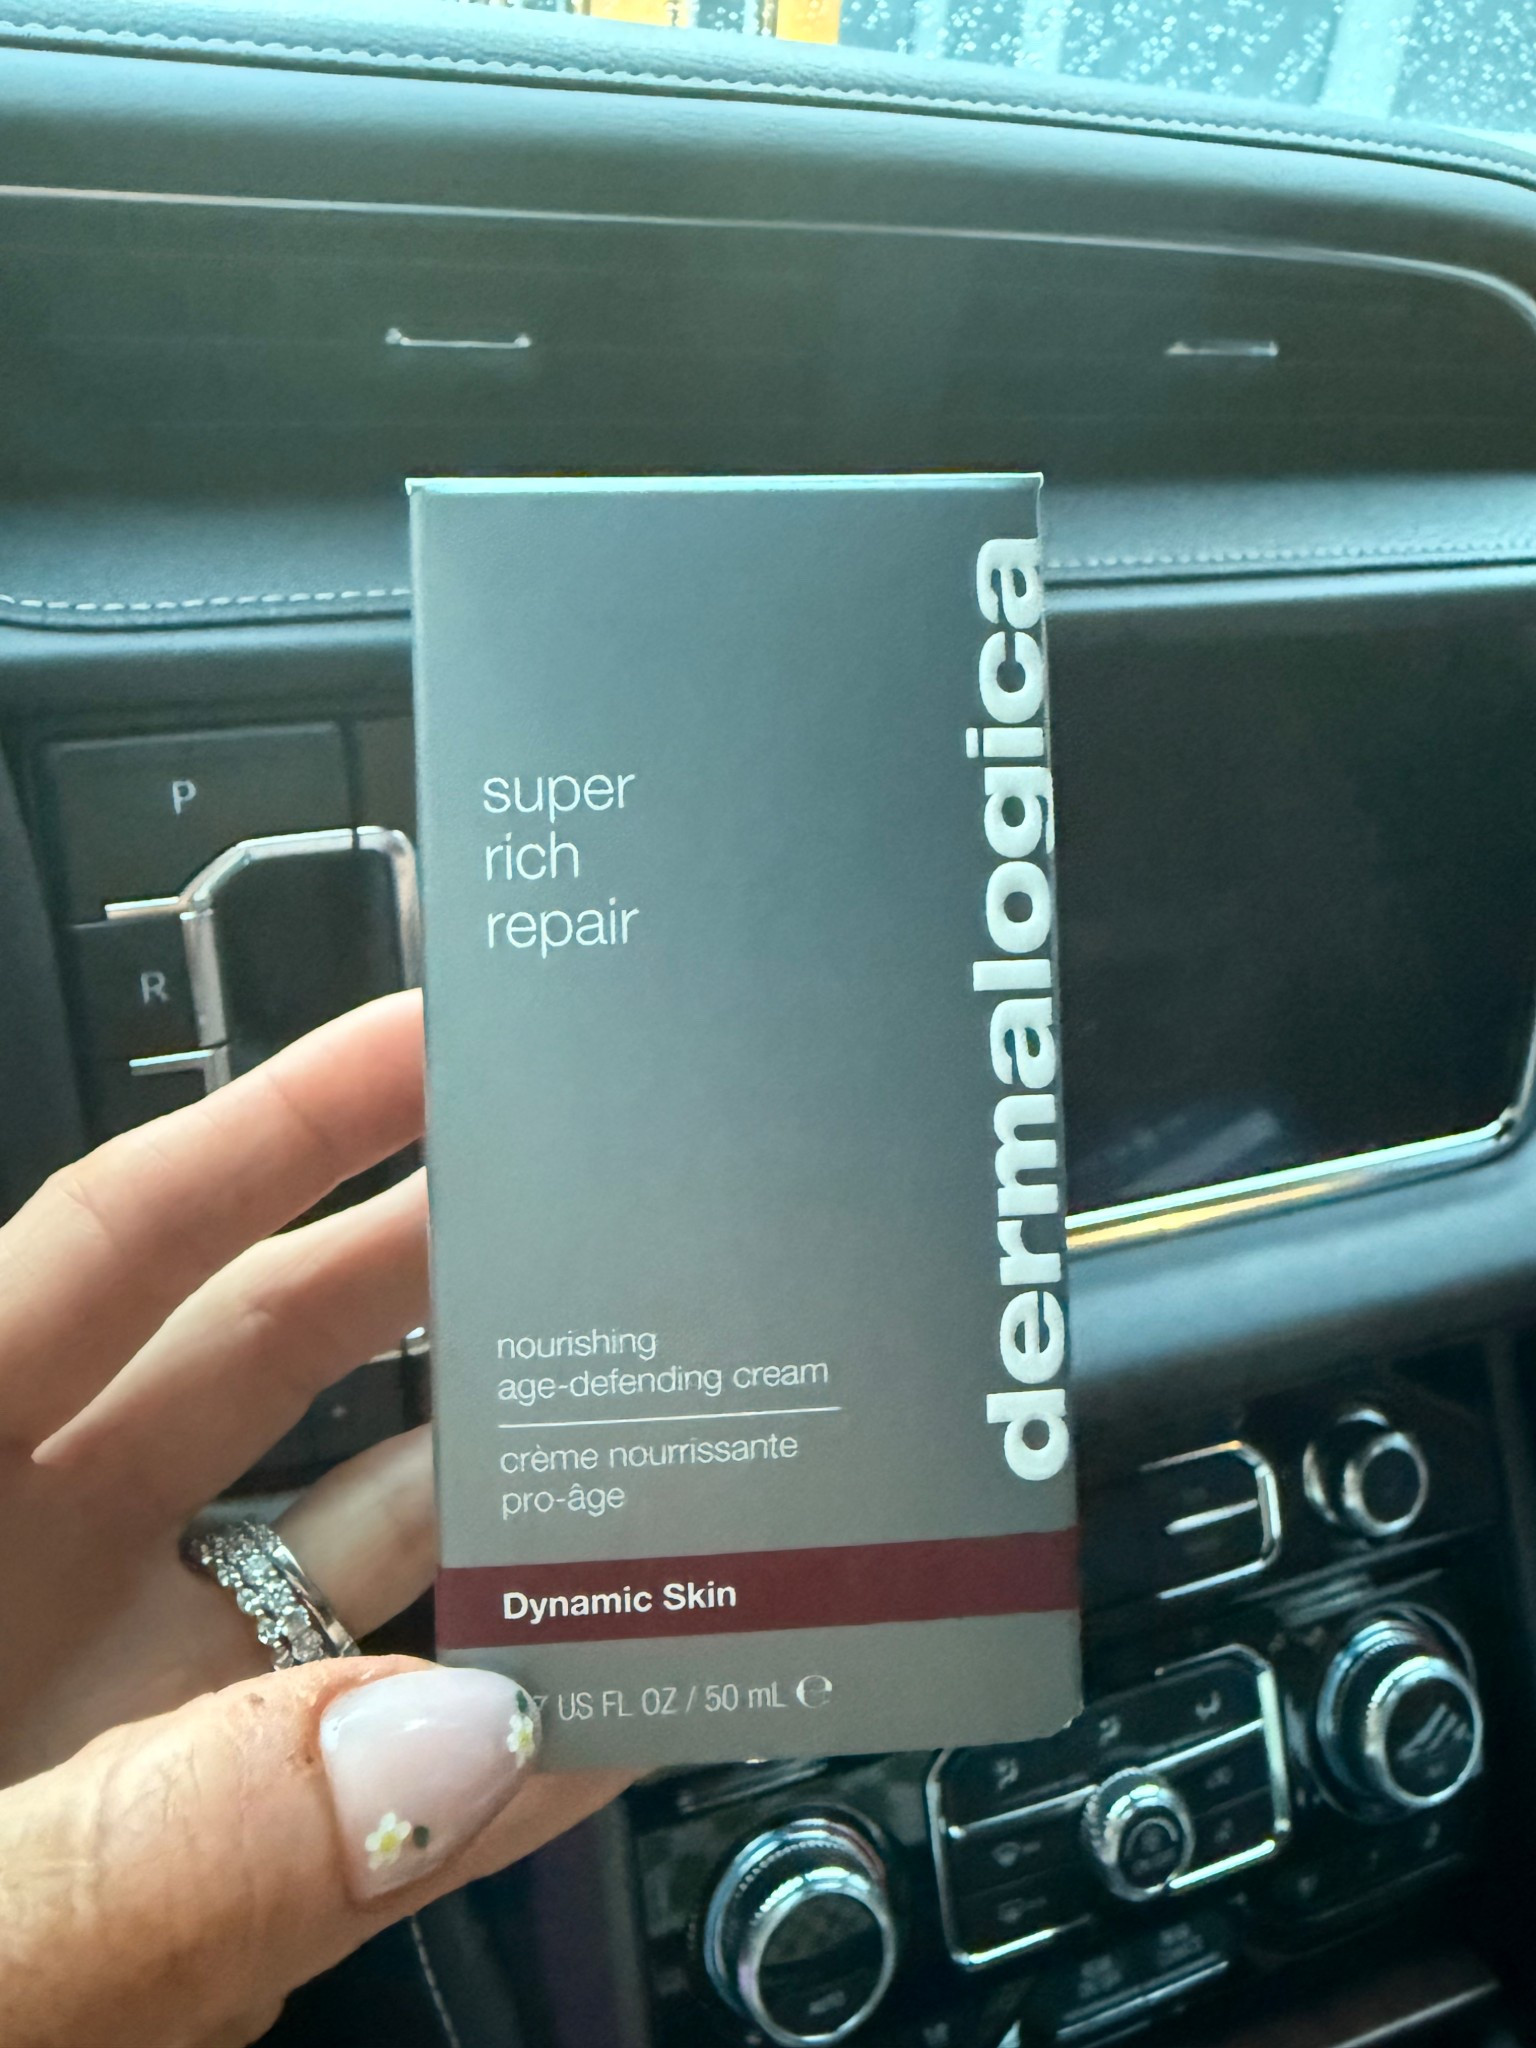 P
R
super
rich
repair
dermalogica
nourishing
age-defending cream
crème nourrissante
pro-âge
Dynamic Skin
7 US FL OZ / 50 mL ℮